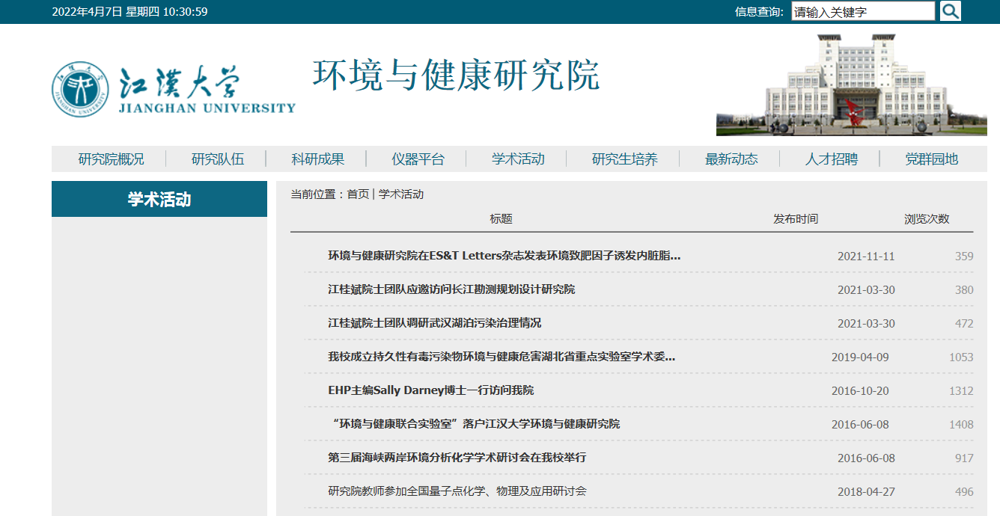 2022年4月7日 星期四 10:30:59 信息查询: 请输入关键字
江漢大学 环境与健康研究院
JIANGHAN UNIVERSITY
研究院概况 研究队伍 科研成果 仪器平台 学术活动 研究生培养 最新动态 人才招聘 党群园地
学术活动
当前位置：首页 | 学术活动
标题 发布时间 浏览次数
环境与健康研究院在ES&T Letters杂志发表环境致肥因子诱发内脏脂... 2021-11-11 359
江桂斌院士团队应邀访问长江勘测规划设计研究院 2021-03-30 380
江桂斌院士团队调研武汉湖泊污染治理情况 2021-03-30 472
我校成立持久性有毒污染物环境与健康危害湖北省重点实验室学术委... 2019-04-09 1053
EHP主编Sally Darney博士一行访问我院 2016-10-20 1312
“环境与健康联合实验室”落户江汉大学环境与健康研究院 2016-06-08 1408
第三届海峡两岸环境分析化学学术研讨会在我校举行 2016-06-08 917
研究院教师参加全国量子点化学、物理及应用研讨会 2018-04-27 496